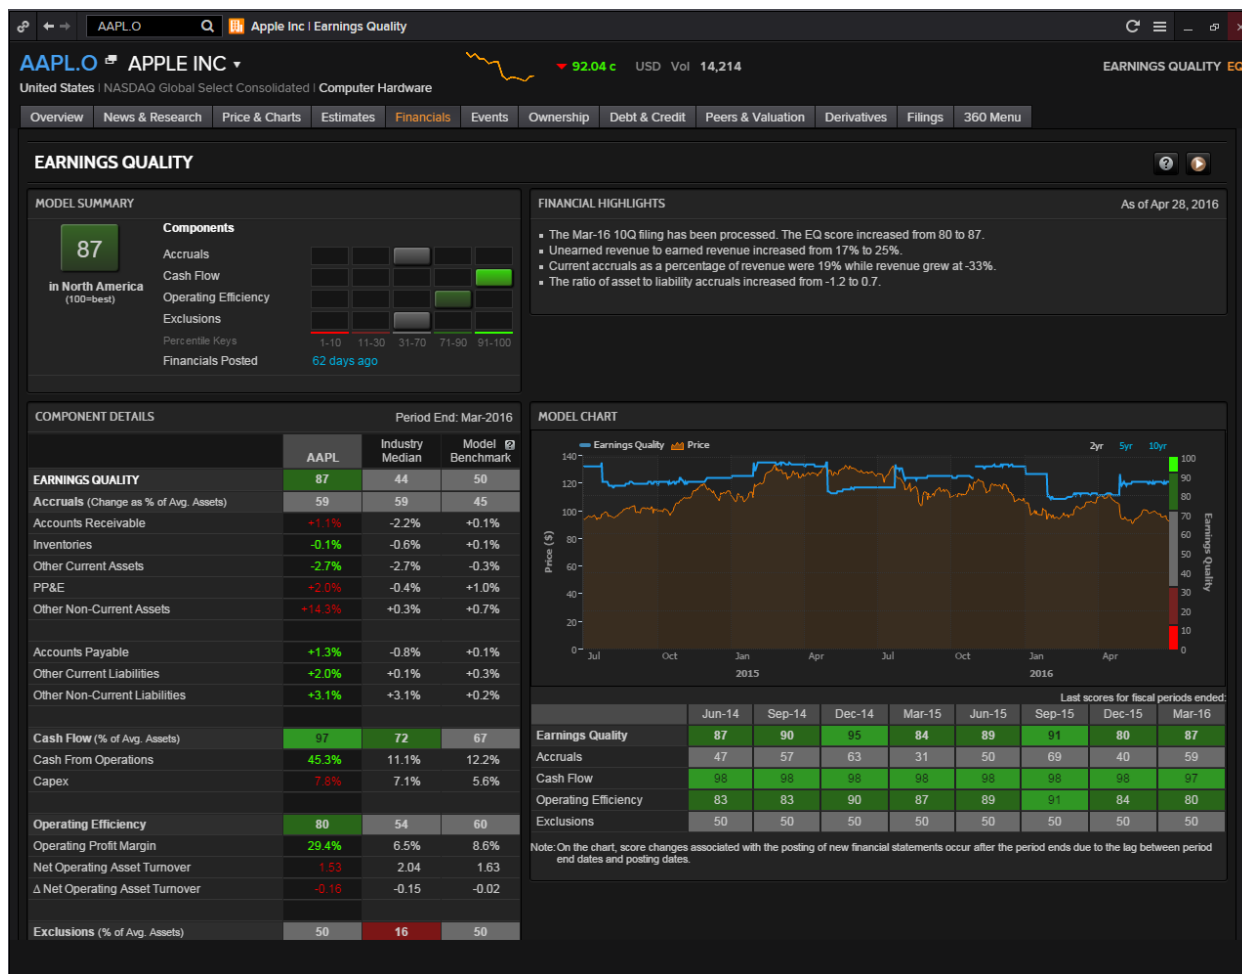 AAPL.O Apple Inc | Earnings Quality
AAPL.O APPLE INC
92.04 c USD Vol 14,214 EARNINGS QUALITY EQ
United States | NASDAQ Global Select Consolidated | Computer Hardware
Overview News & Research Price & Charts Estimates Financials Events Ownership Debt & Credit Peers & Valuation Derivatives Filings 360 Menu
EARNINGS QUALITY
MODEL SUMMARY
87
in North America
(100=best)
Components
Accruals
Cash Flow
Operating Efficiency
Exclusions
Percentile Keys 1-10 11-30 31-70 71-90 91-100
Financials Posted 62 days ago
FINANCIAL HIGHLIGHTS As of Apr 28, 2016
The Mar-16 10Q filing has been processed. The EQ score increased from 80 to 87.
Unearned revenue to earned revenue increased from 17% to 25%.
Current accruals as a percentage of revenue were 19% while revenue grew at -33%.
The ratio of asset to liability accruals increased from -1.2 to 0.7.
COMPONENT DETAILS Period End: Mar-2016
AAPL Industry Median Model Benchmark
EARNINGS QUALITY 87 44 50
Accruals (Change as % of Avg. Assets) 59 59 45
Accounts Receivable +1.1% -2.2% +0.1%
Inventories -0.1% -0.6% +0.1%
Other Current Assets -2.7% -2.7% -0.3%
PP&E +2.0% -0.4% +1.0%
Other Non-Current Assets +14.3% +0.3% +0.7%
Accounts Payable +1.3% -0.8% +0.1%
Other Current Liabilities +2.0% +0.1% +0.3%
Other Non-Current Liabilities +3.1% +3.1% +0.2%
Cash Flow (% of Avg. Assets) 97 72 67
Cash From Operations 45.3% 11.1% 12.2%
Capex 7.8% 7.1% 5.6%
Operating Efficiency 80 54 60
Operating Profit Margin 29.4% 6.5% 8.6%
Net Operating Asset Turnover 1.53 2.04 1.63
Δ Net Operating Asset Turnover -0.16 -0.15 -0.02
Exclusions (% of Avg. Assets) 50 16 50
MODEL CHART
Earnings Quality Price 2yr 5yr 10yr
Price ($)
140
120
100
80
60
40
20
0
Jul Oct Jan Apr Jul Oct Jan Apr
2015 2016
100
90
80
70
60
50
40
30
20
10
0
Earnings Quality
Last scores for fiscal periods ended:
Jun-14 Sep-14 Dec-14 Mar-15 Jun-15 Sep-15 Dec-15 Mar-16
Earnings Quality 87 90 95 84 89 91 80 87
Accruals 47 57 63 31 50 69 40 59
Cash Flow 98 98 98 98 98 98 98 97
Operating Efficiency 83 83 90 87 89 91 84 80
Exclusions 50 50 50 50 50 50 50 50
Note: On the chart, score changes associated with the posting of new financial statements occur after the period ends due to the lag between period
end dates and posting dates.